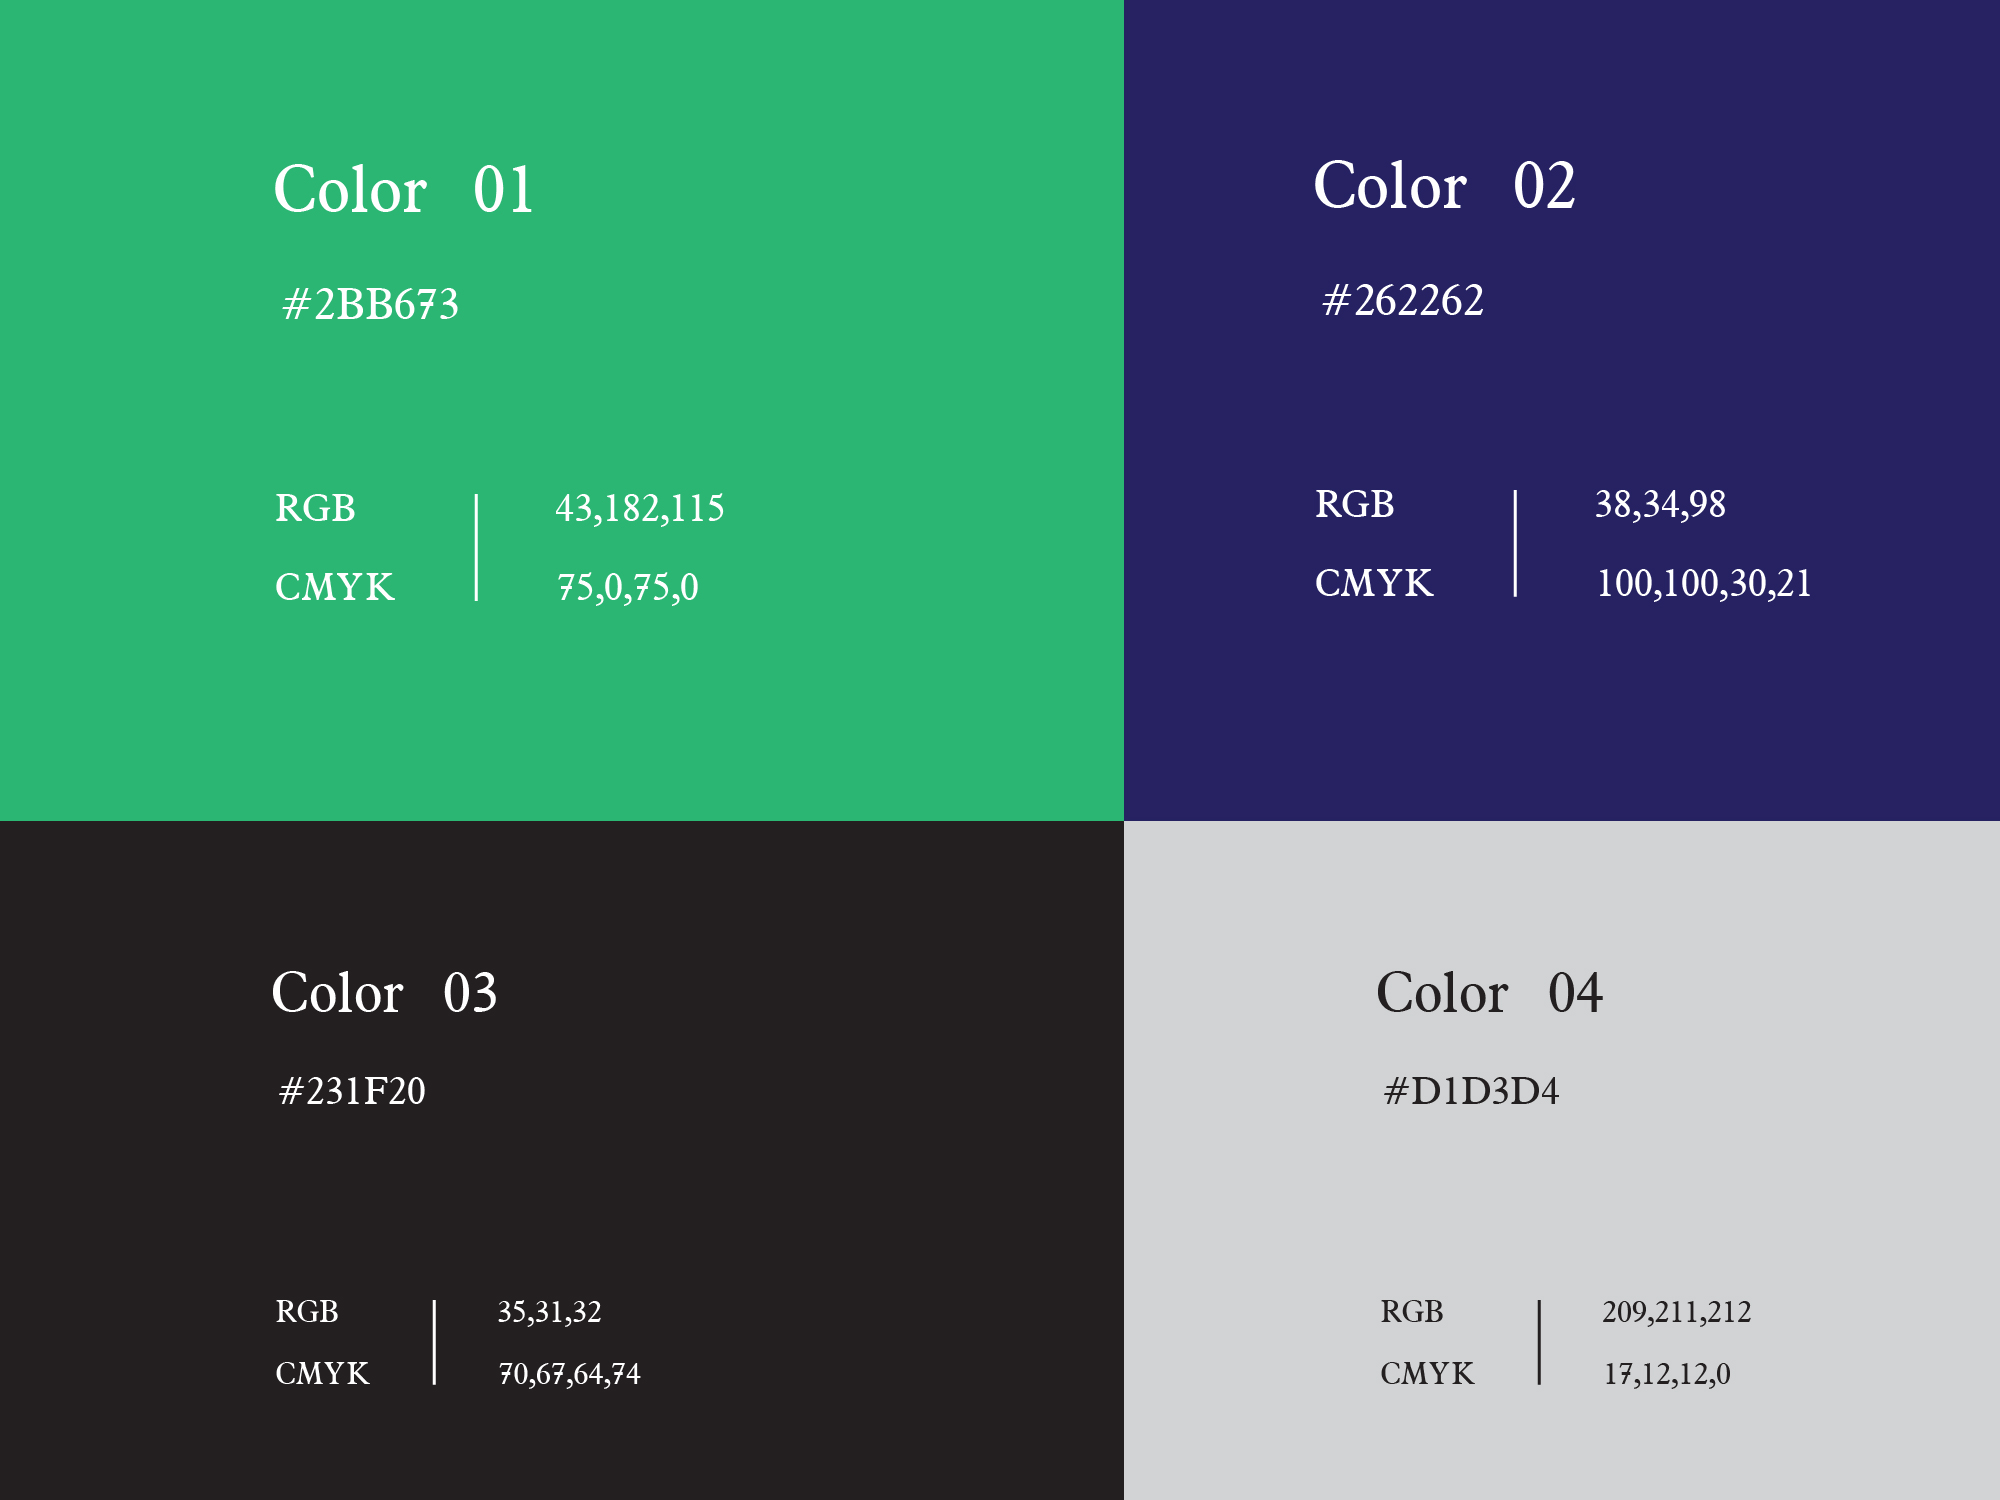 Color 01
#2BB673
RGB 43,182,115
CMYK 75,0,75,0
Color 02
#262262
RGB 38,34,98
CMYK 100,100,30,21
Color 03
#231F20
RGB 35,31,32
CMYK 70,67,64,74
Color 04
#D1D3D4
RGB 209,211,212
CMYK 17,12,12,0